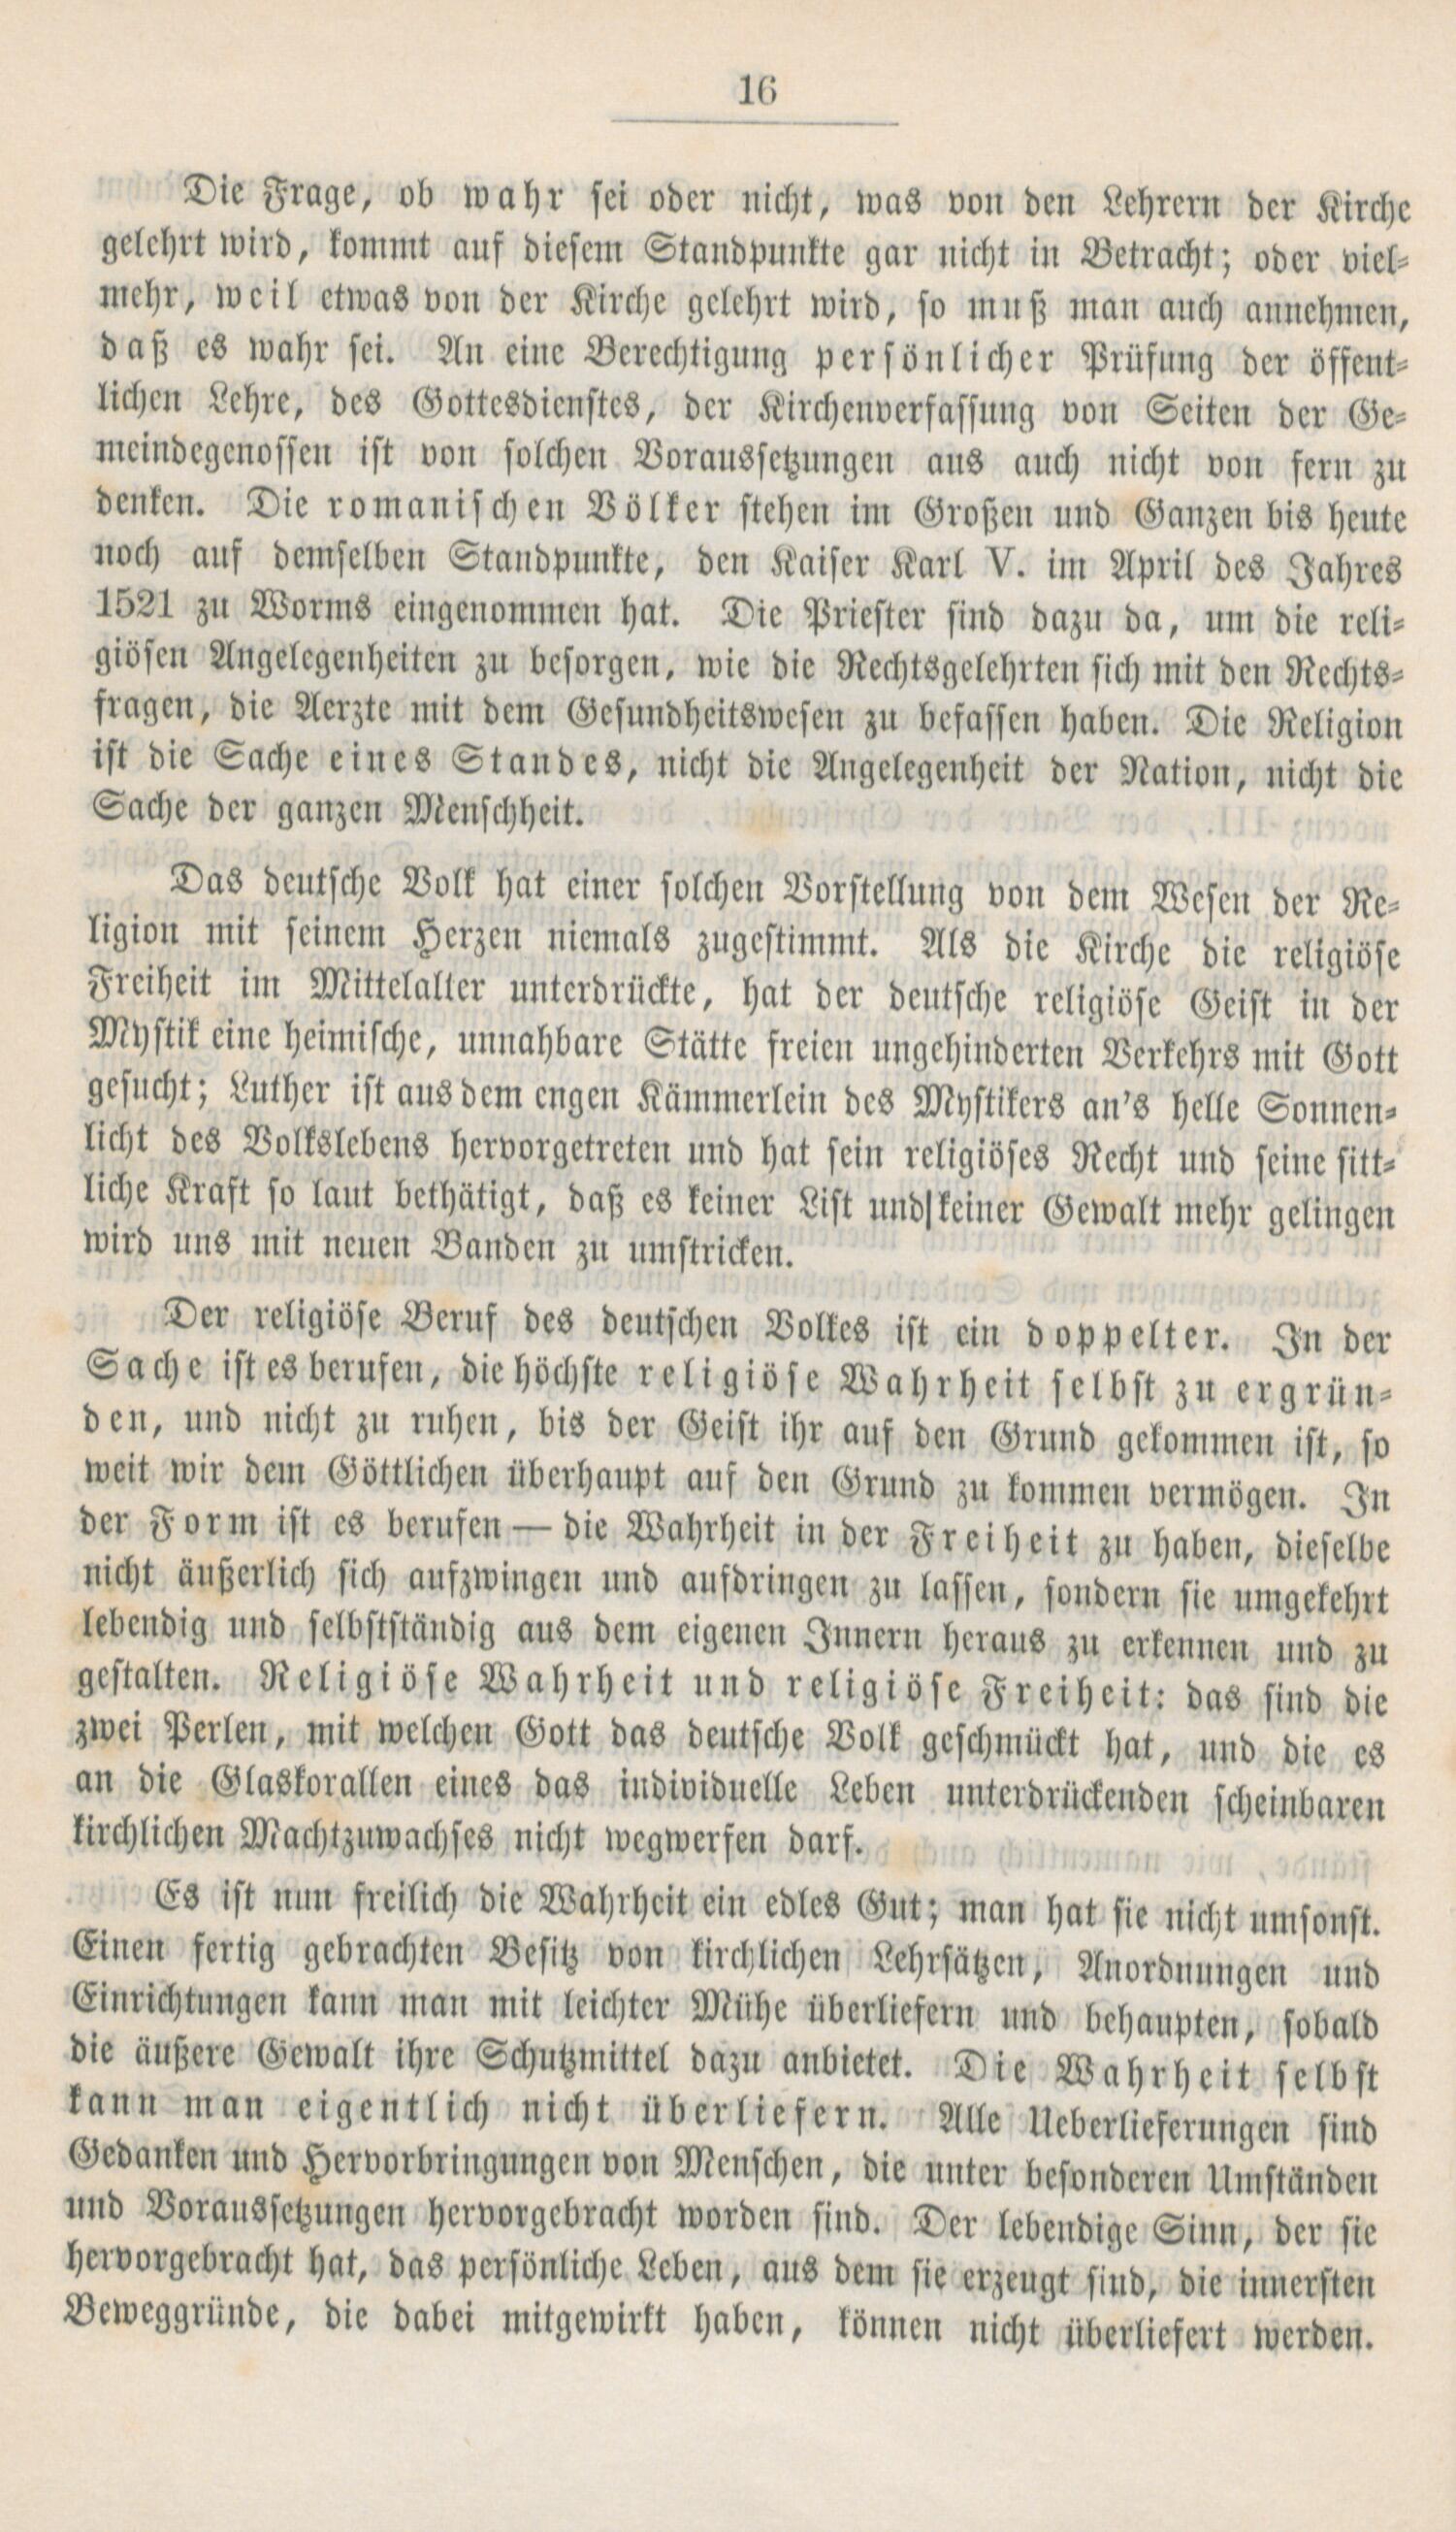 16
Die Frage, ob wahr sei oder nicht, was von den Lehrern der Kirche
gelehrt wird, kommt auf diesem Standpunkte gar nicht in Betracht; oder viel-
mehr, weil etwas von der Kirche gelehrt wird, so muß man auch annehmen,
daß es wahr sei. An eine Berechtigung persönlicher Prüfung der öffent-
lichen Lehre, des Gottesdienstes, der Kirchenverfassung von Seiten der Ge-
meindegenossen ist von solchen Voraussetzungen aus auch nicht von fern zu
denken. Die romanischen Völker stehen im Großen und Ganzen bis heute
noch auf demselben Standpunkte, den Kaiser Karl V. im April des Jahres
1521 zu Worms eingenommen hat. Die Priester sind dazu da, um die reli-
giösen Angelegenheiten zu besorgen, wie die Rechtsgelehrten sich mit den Rechts-
fragen, die Aerzte mit dem Gesundheitswesen zu befassen haben. Die Religion
ist die Sache eines Standes, nicht die Angelegenheit der Nation, nicht die
Sache der ganzen Menschheit.
Das deutsche Volk hat einer solchen Vorstellung von dem Wesen der Re-
ligion mit seinem Herzen niemals zugestimmt. Als die Kirche die religiöse
Freiheit im Mittelalter unterdrückte, hat der deutsche religiöse Geist in der
Mystik eine heimische, unnahbare Stätte freien ungehinderten Verkehrs mit Gott
gesucht; Luther ist aus dem engen Kämmerlein des Mystikers an's helle Sonnen-
licht des Volkslebens hervorgetreten und hat sein religiöses Recht und seine sitt-
liche Kraft so laut bethätigt, daß es keiner List und keiner Gewalt mehr gelingen
wird uns mit neuen Banden zu umstricken.
Der religiöse Beruf des deutschen Volkes ist ein doppelter. In der
Sache ist es berufen, die höchste religiöse Wahrheit selbst zu ergrün-
den, und nicht zu ruhen, bis der Geist ihr auf den Grund gekommen ist, so
weit wir dem Göttlichen überhaupt auf den Grund zu kommen vermögen. In
der Form ist es berufen — die Wahrheit in der Freiheit zu haben, dieselbe
nicht äußerlich sich aufzwingen und aufdringen zu lassen, sondern sie umgekehrt
lebendig und selbstständig aus dem eigenen Innern heraus zu erkennen und zu
gestalten. Religiöse Wahrheit und religiöse Freiheit: das sind die
zwei Perlen, mit welchen Gott das deutsche Volk geschmückt hat, und die es
an die Glaskorallen eines das individuelle Leben unterdrückenden scheinbaren
kirchlichen Machtzuwachses nicht wegwerfen darf.
Es ist nun freilich die Wahrheit ein edles Gut; man hat sie nicht umsonst.
Einen fertig gebrachten Besitz von kirchlichen Lehrsätzen, Anordnungen und
Einrichtungen kann man mit leichter Mühe überliefern und behaupten, sobald
die äußere Gewalt ihre Schutzmittel dazu anbietet. Die Wahrheit selbst
kann man eigentlich nicht überliefern. Alle Ueberlieferungen sind
Gedanken und Hervorbringungen von Menschen, die unter besonderen Umständen
und Voraussetzungen hervorgebracht worden sind. Der lebendige Sinn, der sie
hervorgebracht hat, das persönliche Leben, aus dem sie erzeugt sind, die innersten
Beweggründe, die dabei mitgewirkt haben, können nicht überliefert werden.